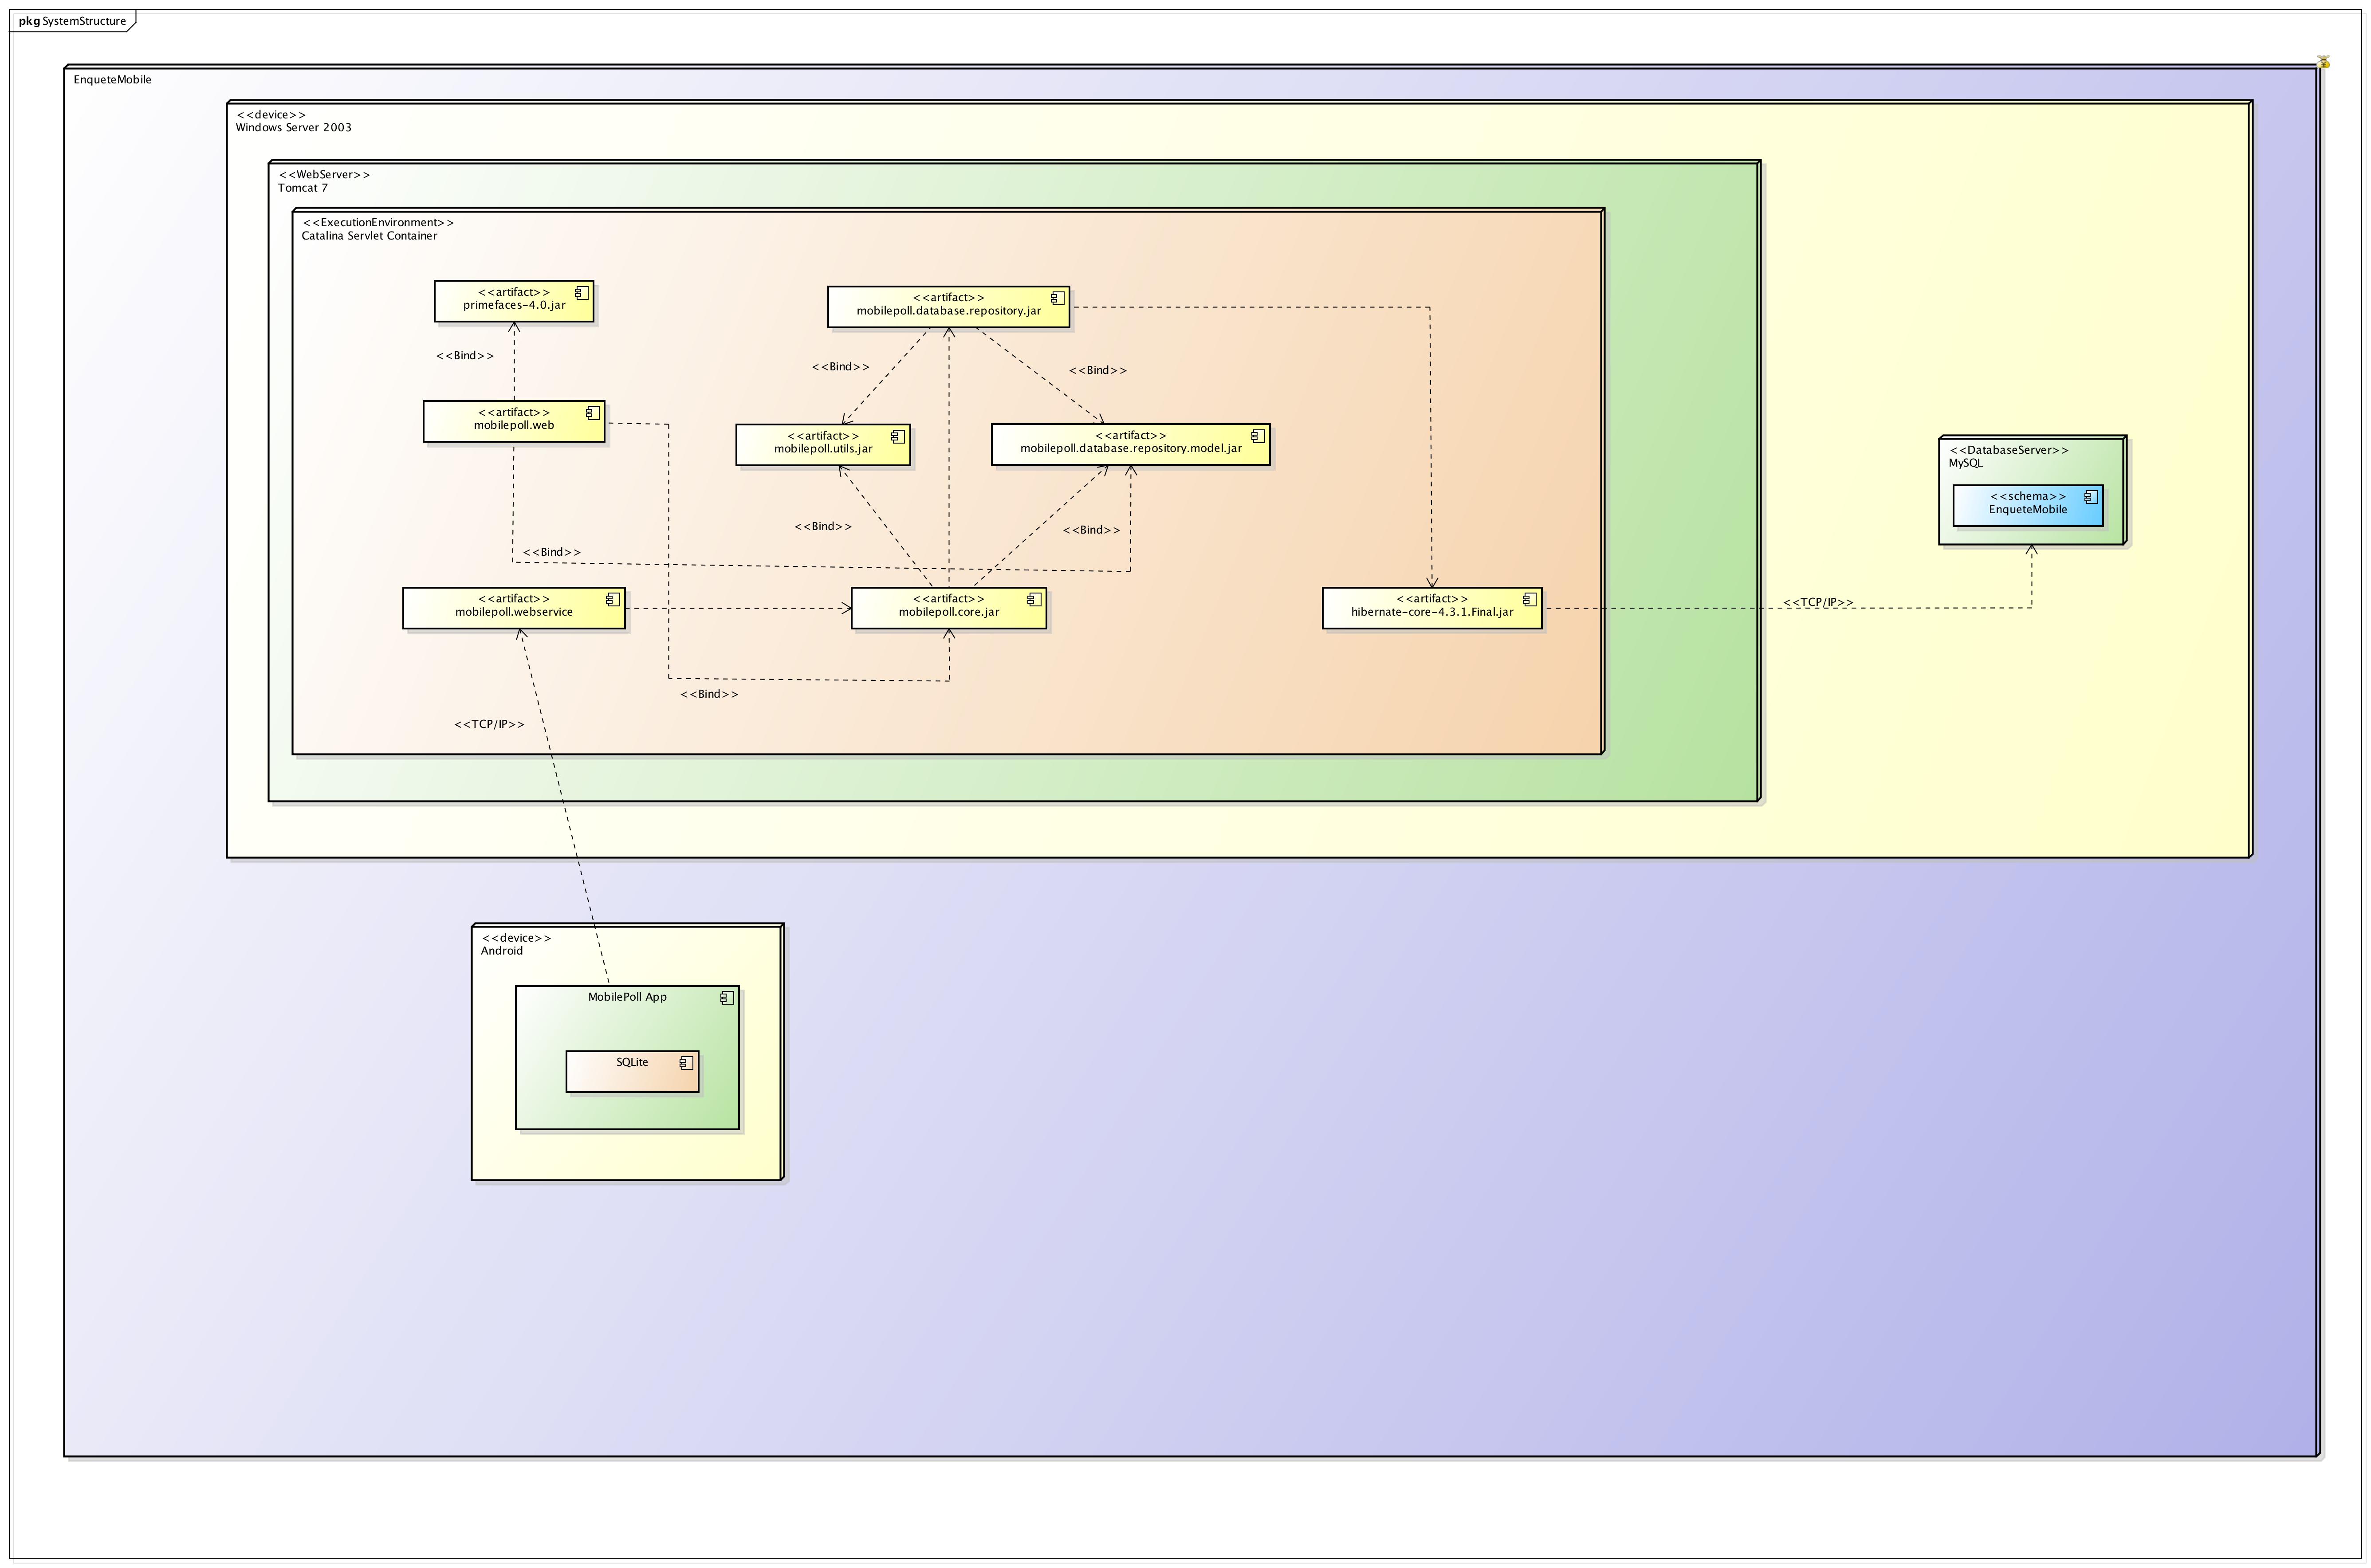 pkg SystemStructure
EnqueteMobile
<<device>>
Windows Server 2003
<<WebServer>>
Tomcat 7
<<ExecutionEnvironment>>
Catalina Servlet Container
<<artifact>>
primefaces-4.0.jar
<<artifact>>
mobilepoll.database.repository.jar
<<Bind>>
<<Bind>>
<<Bind>>
<<artifact>>
mobilepoll.web
<<artifact>>
mobilepoll.utils.jar
<<artifact>>
mobilepoll.database.repository.model.jar
<<DatabaseServer>>
MySQL
<<schema>>
EnqueteMobile
<<Bind>>
<<Bind>>
<<Bind>>
<<artifact>>
mobilepoll.webservice
<<artifact>>
mobilepoll.core.jar
<<artifact>>
hibernate-core-4.3.1.Final.jar
<<TCP/IP>>
<<Bind>>
<<TCP/IP>>
<<device>>
Android
MobilePoll App
SQLite